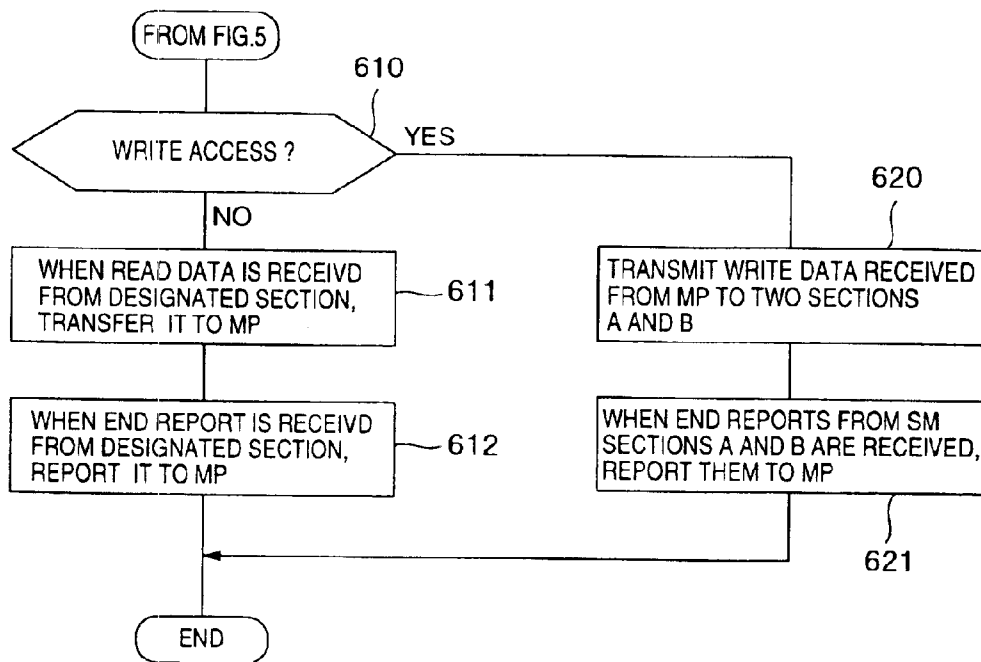 FROM FIG.5
610
WRITE ACCESS ?
YES
NO
620
WHEN READ DATA IS RECEIVD
FROM DESIGNATED SECTION,
TRANSFER IT TO MP
611
TRANSMIT WRITE DATA RECEIVED
FROM MP TO TWO SECTIONS
A AND B
WHEN END REPORT IS RECEIVD
FROM DESIGNATED SECTION,
REPORT IT TO MP
612
WHEN END REPORTS FROM SM
SECTIONS A AND B ARE RECEIVED,
REPORT THEM TO MP
621
END